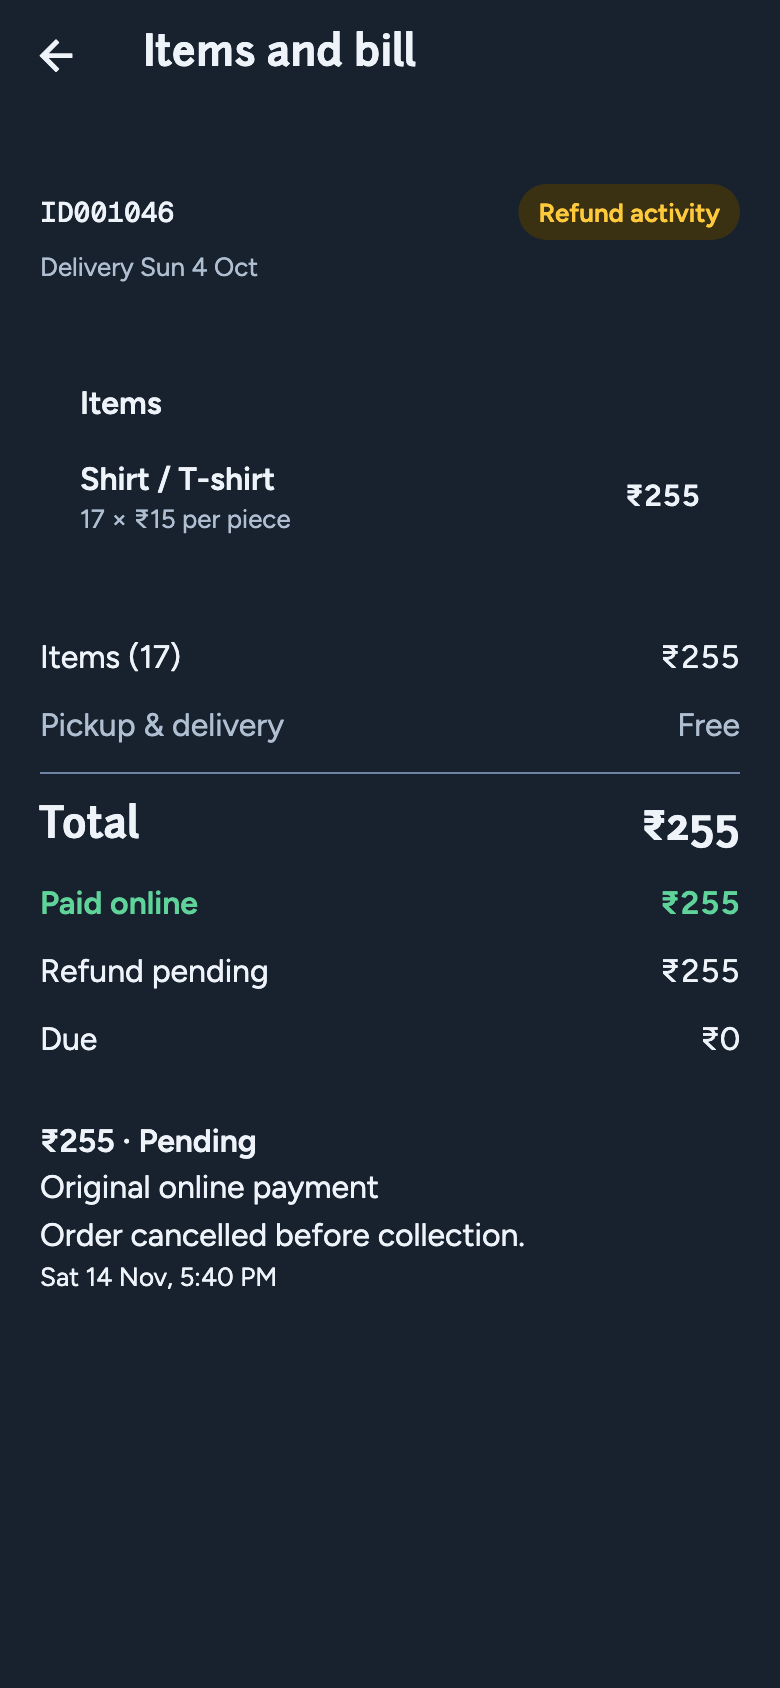 Items and bill
ID001046
Refund activity
Delivery Sun 4 Oct
Items
Shirt / T-shirt
₹255
17 × ₹15 per piece
Items (17)
₹255
Pickup & delivery
Free
Total
₹255
Paid online
₹255
Refund pending
₹255
Due
₹0
₹255 · Pending
Original online payment
Order cancelled before collection.
Sat 14 Nov, 5:40 PM